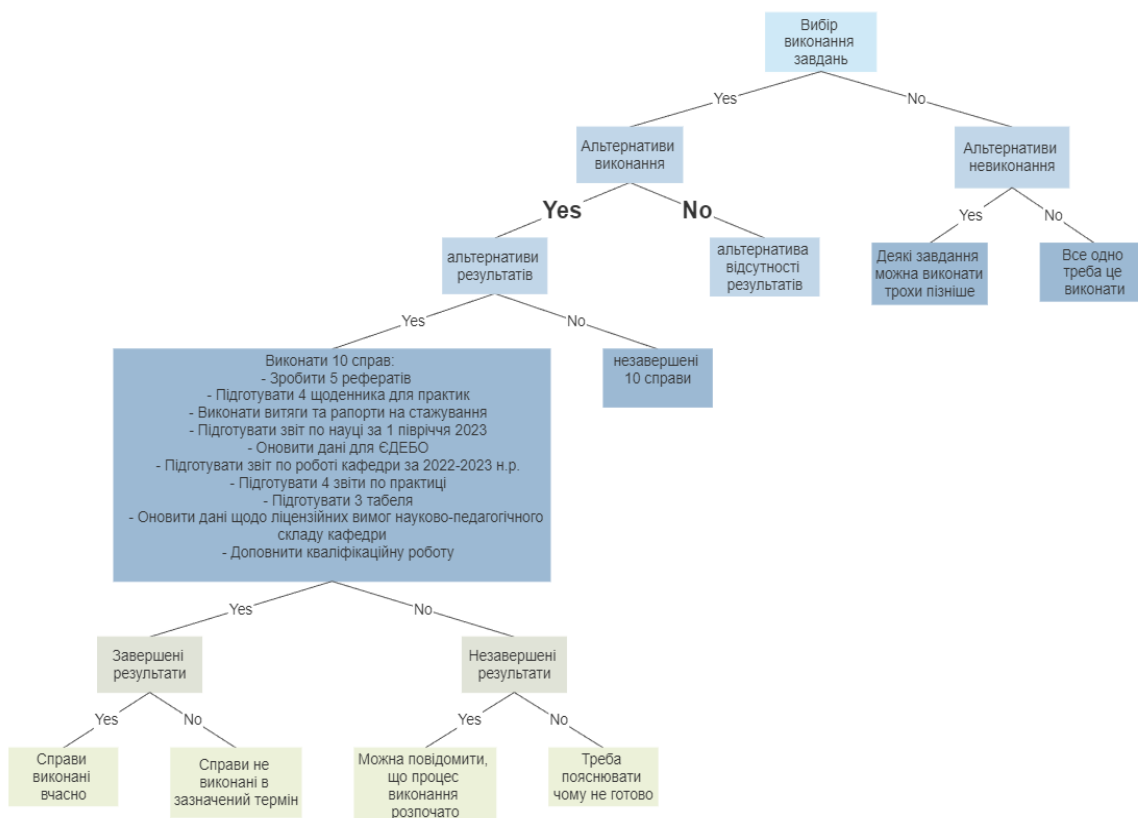 Вибір
виконання
завдань
Yes
No
Альтернативи
виконання
Альтернативи
невиконання
Yes
No
Yes
No
альтернативи
результатів
альтернатива
відсутності
результатів
Деякі завдання
можна виконати
трохи пізніше
Все одно
треба це
виконати
Yes
No
Виконати 10 справ:
- Зробити 5 рефератів
- Підготувати 4 щоденника для практик
- Виконати витяги та рапорти на стажування
- Підготувати звіт по науці за 1 півріччя 2023
- Оновити дані для ЄДЕБО
- Підготувати звіт по роботі кафедри за 2022-2023 н.р.
- Підготувати 4 звіти по практиці
- Підготувати 3 табеля
- Оновити дані щодо ліцензійних вимог науково-педагогічного
складу кафедри
- Доповнити кваліфікаційну роботу
незавершені
10 справи
Yes
No
Завершені
результати
Незавершені
результати
Yes
No
Yes
No
Справи
виконані
вчасно
Справи не
виконані в
зазначений термін
Можна повідомити,
що процес
виконання
розпочато
Треба
пояснювати
чому не готово